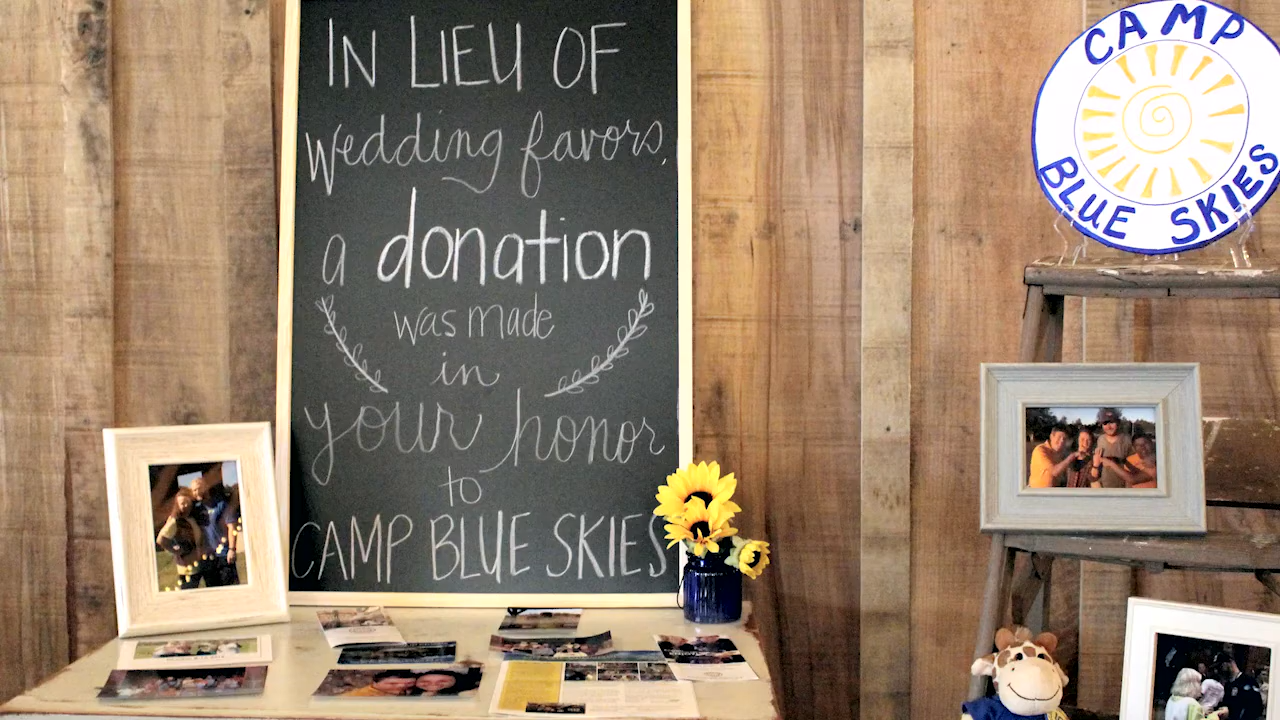 IN LIEU OF
wedding favors,
a donation
was made
in
your honor
to
CAMP BLUE SKIES
CAMP
BLUE SKIES